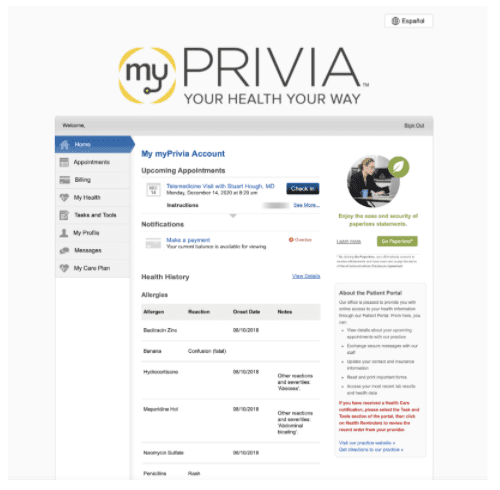 Español
my PRIVIA™
YOUR HEALTH YOUR WAY
Welcome,
Sign Out
Home
Appointments
Billing
My Health
Tasks and Tools
My Profile
Messages
My Care Plan
My myPrivia Account
Upcoming Appointments
DEC
14
Telemedicine Visit with Stuart Hough, MD
Monday, December 14, 2020 at 8:20 am
Check In
Instructions
See More...
Notifications
Make a payment
Your current balance is available for viewing.
Overdue
Health History
View Details
Allergies
Allergen Reaction Onset Date Notes
Bacitracin Zinc 08/10/2018
Banana Confusion (fatal)
Hydrocortisone 08/10/2018
Other reactions
and severities:
Meperidine Hcl 08/10/2018
Other reactions
and severities:
'Abdominal
bloating'.
Neomycin Sulfate 08/10/2018
Penicillins Rash
Enjoy the ease and security of
paperless statements.
Learn more
Go Paperless*
About the Patient Portal
Our office is pleased to provide you with
online access to your health information
through our Patient Portal. From here, you
can:
• View details about your upcoming
appointments with our practice
• Exchange secure messages with our
staff
• Update your contact and insurance
information
• Read and print important forms
• Access your most recent lab results
and health data
If you have received a Health Care
notification, please select the Task and
Tools section of the portal, then click
on Health Reminders to review the
recent order from your provider.
Visit our practice website »
Get directions to our practice »